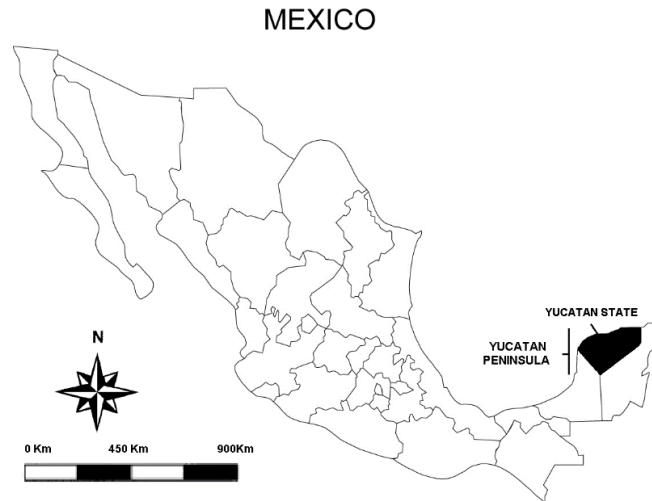 MEXICO
YUCATAN STATE
YUCATAN
PENINSULA
N
0 Km 450 Km 900Km